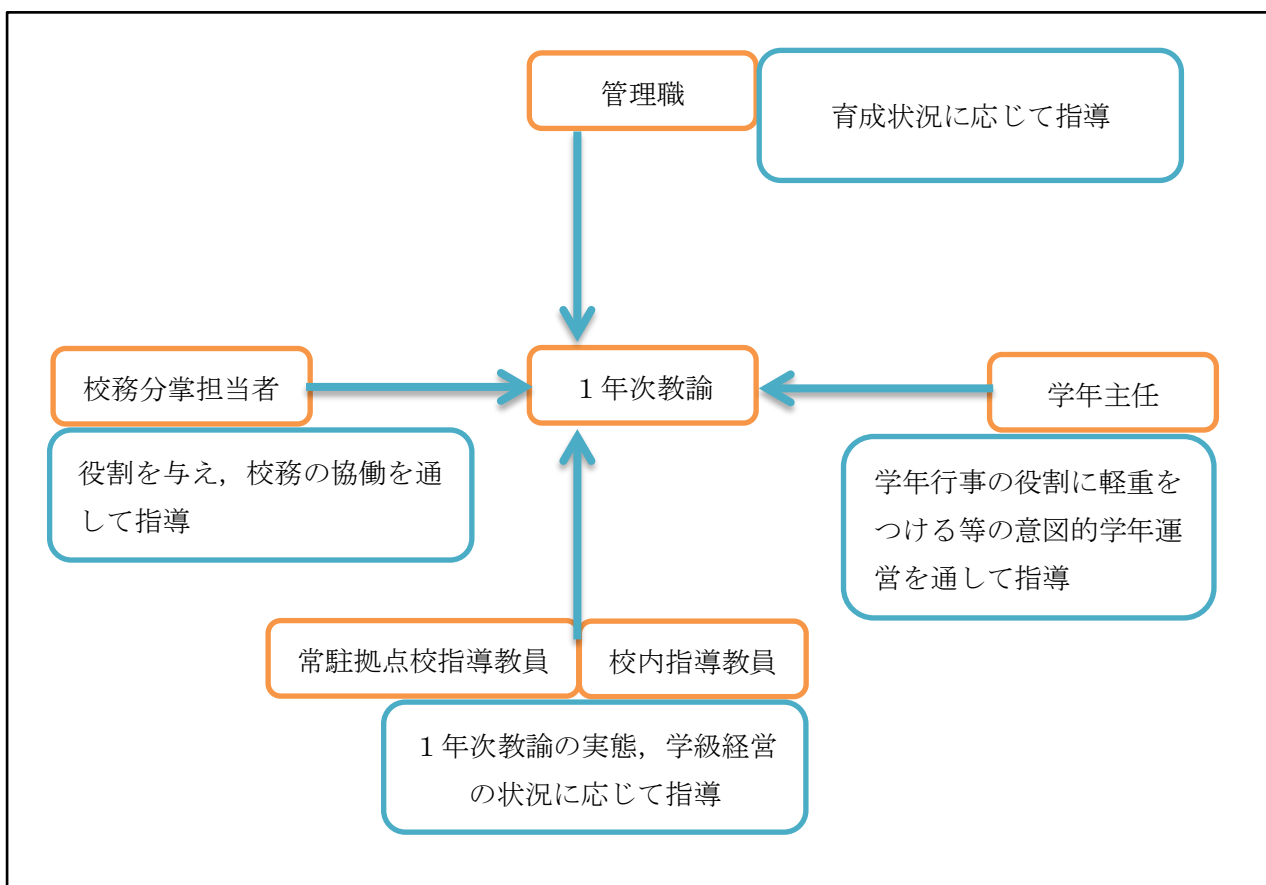 管理職
育成状況に応じて指導
校務分掌担当者
役割を与え，校務の協働を通
して指導
１年次教諭
学年主任
学年行事の役割に軽重を
つける等の意図的学年運
営を通して指導
常駐拠点校指導教員
校内指導教員
１年次教諭の実態，学級経営
の状況に応じて指導